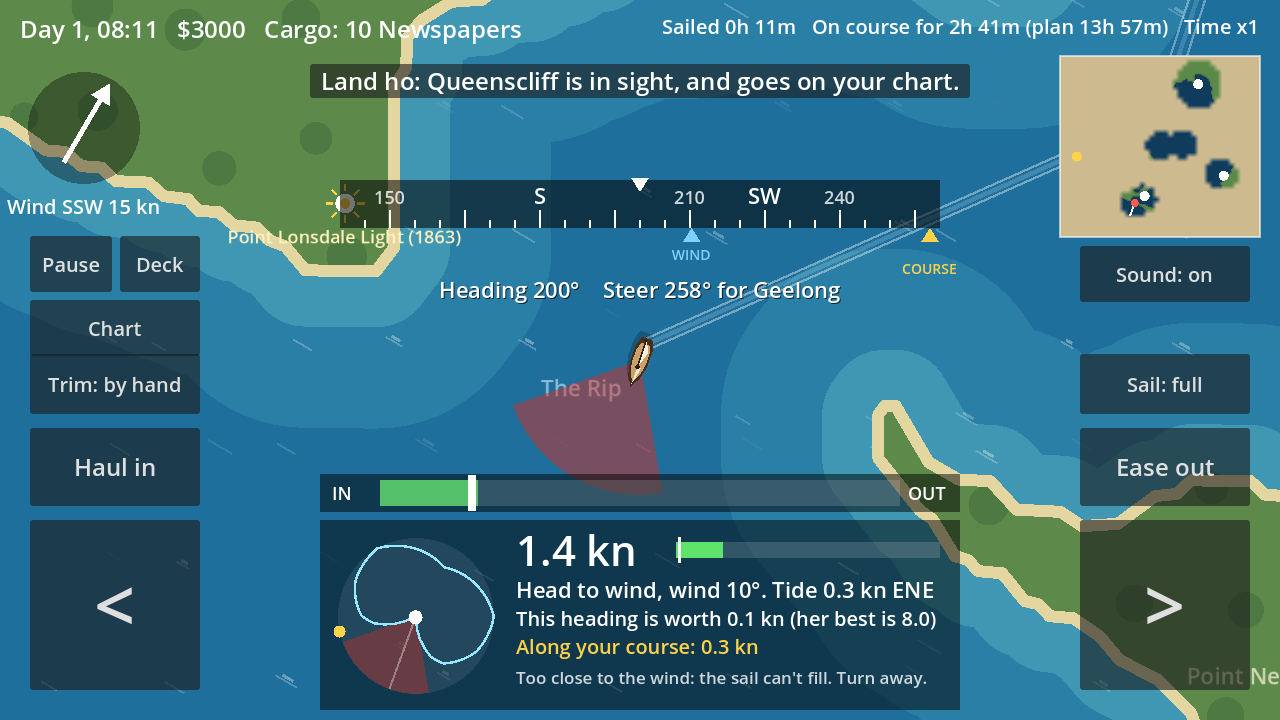 Day 1, 08:11 $3000 Cargo: 10 Newspapers
Sailed 0h 11m On course for 2h 41m (plan 13h 57m) Time x1
Land ho: Queenscliff is in sight, and goes on your chart.
Wind SSW 15 kn
150 S 210 SW 240
Point Lonsdale Light (1863)
WIND
COURSE
Heading 200° Steer 258° for Geelong
Pause Deck
Chart
Trim: by hand
Haul in
<
Sound: on
Sail: full
Ease out
>
The Rip
IN OUT
1.4 kn
Head to wind, wind 10°. Tide 0.3 kn ENE
This heading is worth 0.1 kn (her best is 8.0)
Along your course: 0.3 kn
Too close to the wind: the sail can't fill. Turn away.
Point Ne